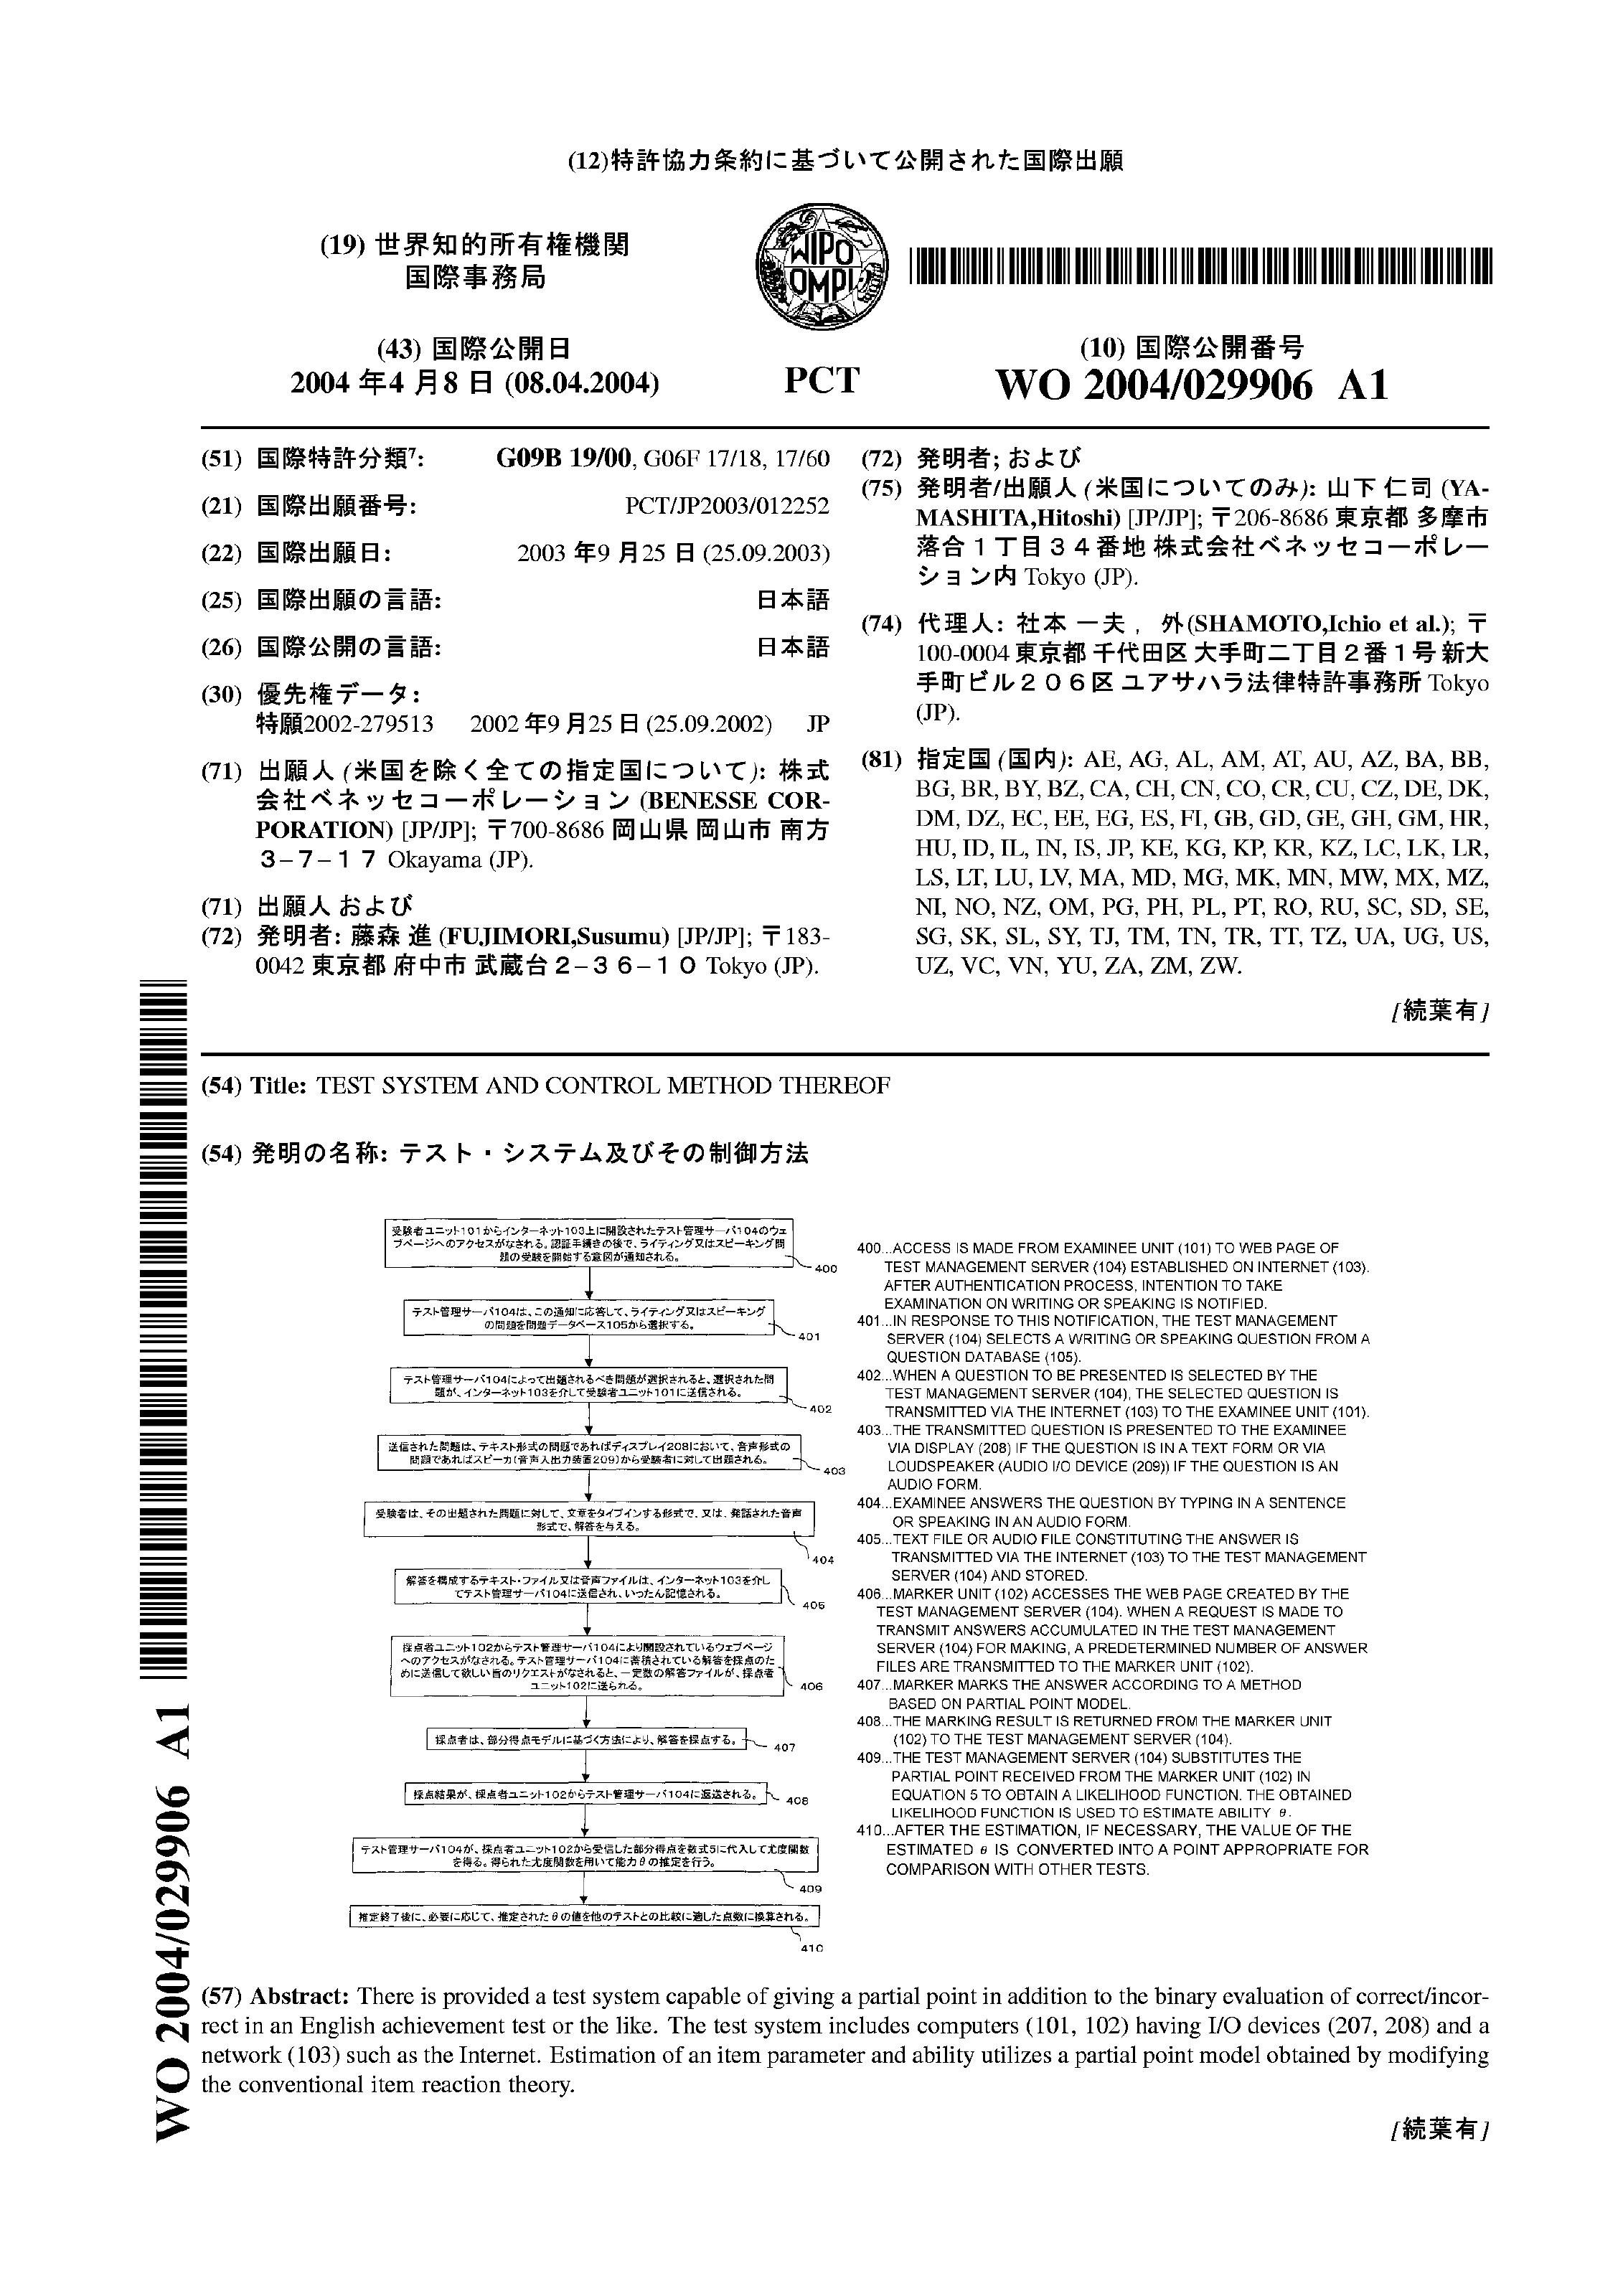 (12)特許協力条約に基づいて公開された国際出願
(19) 世界知的所有権機関
国際事務局
WIPO
OMPI
(43) 国際公開日
2004 年4 月8 日 (08.04.2004)
PCT
(10) 国際公開番号
WO 2004/029906 A1
(51) 国際特許分類7: G09B 19/00, G06F 17/18, 17/60
(21) 国際出願番号: PCT/JP2003/012252
(22) 国際出願日: 2003 年9 月25 日 (25.09.2003)
(25) 国際出願の言語: 日本語
(26) 国際公開の言語: 日本語
(30) 優先権データ:
特願2002-279513 2002 年9 月25 日 (25.09.2002) JP
(71) 出願人 (米国を除く全ての指定国について): 株式
会社ベネッセコーポレーション (BENESSE COR-
PORATION) [JP/JP]; 〒700-8686 岡山県 岡山市 南方
3-7-17 Okayama (JP).
(71) 出願人 および
(72) 発明者: 藤森 進 (FUJIMORI,Susumu) [JP/JP]; 〒183-
0042 東京都 府中市 武蔵台2-36-10 Tokyo (JP).
(72) 発明者; および
(75) 発明者/出願人 (米国についてのみ): 山下 仁司 (YA-
MASHITA,Hitoshi) [JP/JP]; 〒206-8686 東京都 多摩市
落合1丁目34番地 株式会社ベネッセコーポレー
ション内 Tokyo (JP).
(74) 代理人: 社本 一夫, 外(SHAMOTO,Ichio et al.); 〒
100-0004 東京都 千代田区 大手町二丁目2番1号 新大
手町ビル206区 ユアサハラ法律特許事務所 Tokyo
(JP).
(81) 指定国 (国内): AE, AG, AL, AM, AT, AU, AZ, BA, BB,
BG, BR, BY, BZ, CA, CH, CN, CO, CR, CU, CZ, DE, DK,
DM, DZ, EC, EE, EG, ES, FI, GB, GD, GE, GH, GM, HR,
HU, ID, IL, IN, IS, JP, KE, KG, KP, KR, KZ, LC, LK, LR,
LS, LT, LU, LV, MA, MD, MG, MK, MN, MW, MX, MZ,
NI, NO, NZ, OM, PG, PH, PL, PT, RO, RU, SC, SD, SE,
SG, SK, SL, SY, TJ, TM, TN, TR, TT, TZ, UA, UG, US,
UZ, VC, VN, YU, ZA, ZM, ZW.
[続葉有]
(54) Title: TEST SYSTEM AND CONTROL METHOD THEREOF
(54) 発明の名称: テスト・システム及びその制御方法
受験者ユニット101からインターネット103上に開設されたテスト管理サーバ104のウェ
ブページへのアクセスがなされる。認証手続きの後で、ライティング又はスピーキング問
題の受験を開始する意図が通知される。
400
テスト管理サーバ104は、この通知に応答して、ライティング又はスピーキング
の問題を問題データベース105から選択する。
401
テスト管理サーバ104によって出題されるべき問題が選択されると、選択された問
題が、インターネット103を介して受験者ユニット101に送信される。
402
送信された問題は、テキスト形式の問題であればディスプレイ208において、音声形式の
問題であればスピーカ(音声入出力装置209)から受験者に対して出題される。
403
受験者は、その出題された問題に対して、文章をタイプインする形式で、又は、発話された音声
形式で、解答を与える。
404
解答を構成するテキスト・ファイル又は音声ファイルは、インターネット103を介し
てテスト管理サーバ104に送信され、いったん記憶される。
405
採点者ユニット102からテスト管理サーバ104により開設されているウェブページ
へのアクセスがなされる。テスト管理サーバ104に蓄積されている解答を採点のた
めに送信して欲しい旨のリクエストがなされると、一定数の解答ファイルが、採点者
ユニット102に送られる。
406
採点者は、部分得点モデルに基づく方法により、解答を採点する。
407
採点結果が、採点者ユニット102からテスト管理サーバ104に返送される。
408
テスト管理サーバ104が、採点者ユニット102から受信した部分得点を数式5に代入して尤度関数
を得る。得られた尤度関数を用いて能力θの推定を行う。
409
推定終了後に、必要に応じて、推定されたθの値を他のテストとの比較に適した点数に換算される。
410
400...ACCESS IS MADE FROM EXAMINEE UNIT (101) TO WEB PAGE OF
TEST MANAGEMENT SERVER (104) ESTABLISHED ON INTERNET (103).
AFTER AUTHENTICATION PROCESS, INTENTION TO TAKE
EXAMINATION ON WRITING OR SPEAKING IS NOTIFIED.
401...IN RESPONSE TO THIS NOTIFICATION, THE TEST MANAGEMENT
SERVER (104) SELECTS A WRITING OR SPEAKING QUESTION FROM A
QUESTION DATABASE (105).
402...WHEN A QUESTION TO BE PRESENTED IS SELECTED BY THE
TEST MANAGEMENT SERVER (104), THE SELECTED QUESTION IS
TRANSMITTED VIA THE INTERNET (103) TO THE EXAMINEE UNIT (101).
403...THE TRANSMITTED QUESTION IS PRESENTED TO THE EXAMINEE
VIA DISPLAY (208) IF THE QUESTION IS IN A TEXT FORM OR VIA
LOUDSPEAKER (AUDIO I/O DEVICE (209)) IF THE QUESTION IS AN
AUDIO FORM.
404...EXAMINEE ANSWERS THE QUESTION BY TYPING IN A SENTENCE
OR SPEAKING IN AN AUDIO FORM.
405...TEXT FILE OR AUDIO FILE CONSTITUTING THE ANSWER IS
TRANSMITTED VIA THE INTERNET (103) TO THE TEST MANAGEMENT
SERVER (104) AND STORED.
406...MARKER UNIT (102) ACCESSES THE WEB PAGE CREATED BY THE
TEST MANAGEMENT SERVER (104). WHEN A REQUEST IS MADE TO
TRANSMIT ANSWERS ACCUMULATED IN THE TEST MANAGEMENT
SERVER (104) FOR MAKING, A PREDETERMINED NUMBER OF ANSWER
FILES ARE TRANSMITTED TO THE MARKER UNIT (102).
407...MARKER MARKS THE ANSWER ACCORDING TO A METHOD
BASED ON PARTIAL POINT MODEL.
408...THE MARKING RESULT IS RETURNED FROM THE MARKER UNIT
(102) TO THE TEST MANAGEMENT SERVER (104).
409...THE TEST MANAGEMENT SERVER (104) SUBSTITUTES THE
PARTIAL POINT RECEIVED FROM THE MARKER UNIT (102) IN
EQUATION 5 TO OBTAIN A LIKELIHOOD FUNCTION. THE OBTAINED
LIKELIHOOD FUNCTION IS USED TO ESTIMATE ABILITY θ.
410...AFTER THE ESTIMATION, IF NECESSARY, THE VALUE OF THE
ESTIMATED θ IS CONVERTED INTO A POINT APPROPRIATE FOR
COMPARISON WITH OTHER TESTS.
(57) Abstract: There is provided a test system capable of giving a partial point in addition to the binary evaluation of correct/incor-
rect in an English achievement test or the like. The test system includes computers (101, 102) having I/O devices (207, 208) and a
network (103) such as the Internet. Estimation of an item parameter and ability utilizes a partial point model obtained by modifying
the conventional item reaction theory.
[続葉有]
WO 2004/029906 A1